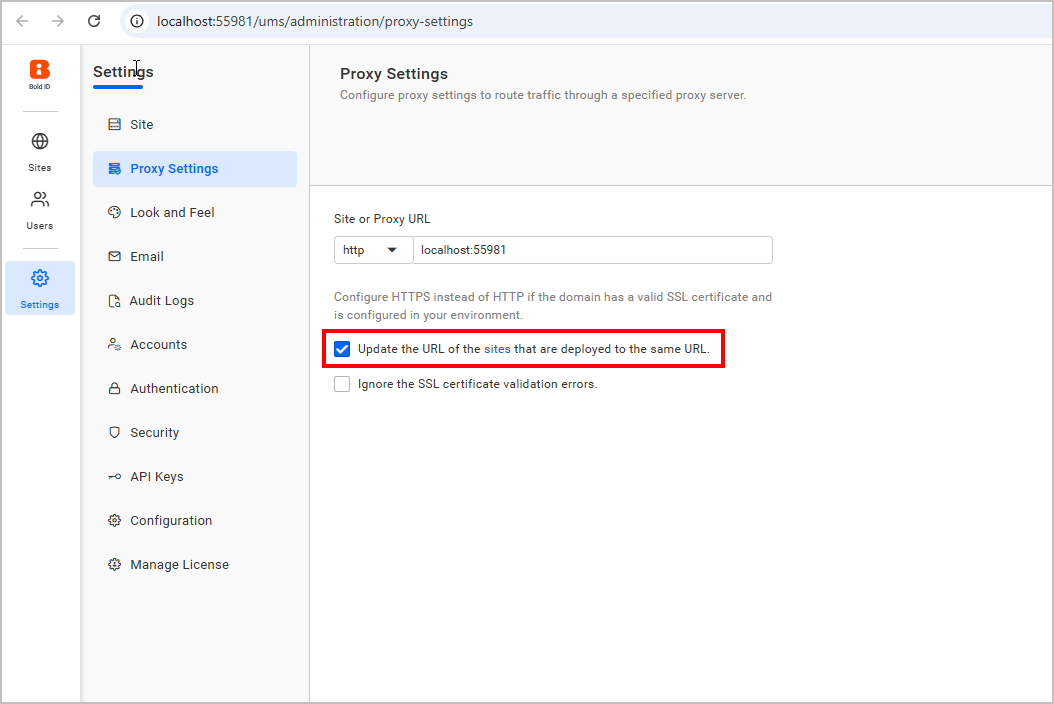 localhost:55981/ums/administration/proxy-settings
Bold ID
Sites
Users
Settings
Settings
Site
Proxy Settings
Look and Feel
Email
Audit Logs
Accounts
Authentication
Security
API Keys
Configuration
Manage License
Proxy Settings
Configure proxy settings to route traffic through a specified proxy server.
Site or Proxy URL
http localhost:55981
Configure HTTPS instead of HTTP if the domain has a valid SSL certificate and
is configured in your environment.
Update the URL of the sites that are deployed to the same URL.
Ignore the SSL certificate validation errors.